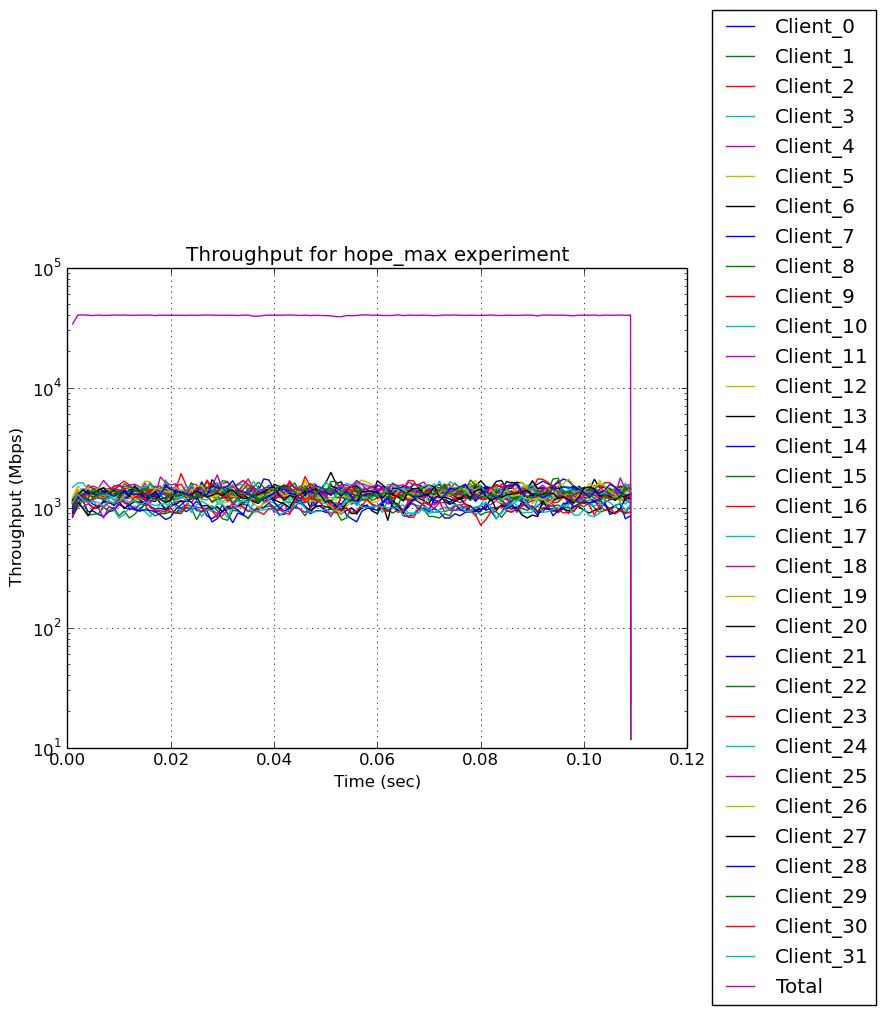 Throughput for hope_max experiment
Throughput (Mbps)
10^5
10^4
10^3
10^2
10^1
0.00 0.02 0.04 0.06 0.08 0.10 0.12
Time (sec)
Client_0
Client_1
Client_2
Client_3
Client_4
Client_5
Client_6
Client_7
Client_8
Client_9
Client_10
Client_11
Client_12
Client_13
Client_14
Client_15
Client_16
Client_17
Client_18
Client_19
Client_20
Client_21
Client_22
Client_23
Client_24
Client_25
Client_26
Client_27
Client_28
Client_29
Client_30
Client_31
Total